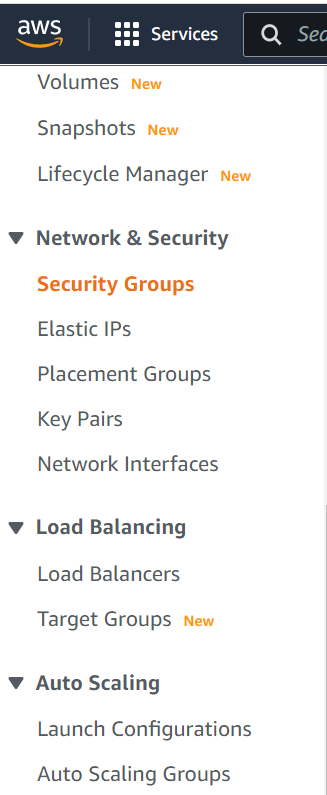 aws
Services
Sea
Volumes New
Snapshots New
Lifecycle Manager New
Network & Security
Security Groups
Elastic IPs
Placement Groups
Key Pairs
Network Interfaces
Load Balancing
Load Balancers
Target Groups New
Auto Scaling
Launch Configurations
Auto Scaling Groups